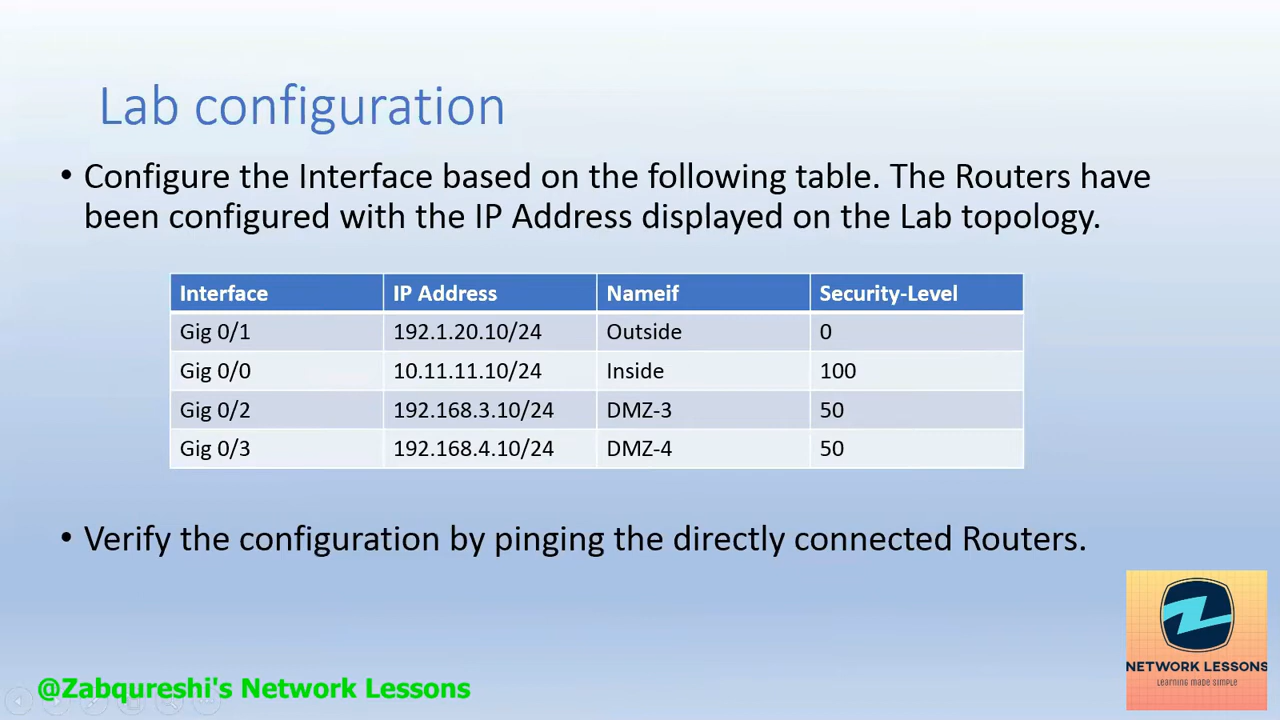 Lab configuration
• Configure the Interface based on the following table. The Routers have
been configured with the IP Address displayed on the Lab topology.
Interface IP Address Nameif Security-Level
Gig 0/1 192.1.20.10/24 Outside 0
Gig 0/0 10.11.11.10/24 Inside 100
Gig 0/2 192.168.3.10/24 DMZ-3 50
Gig 0/3 192.168.4.10/24 DMZ-4 50
• Verify the configuration by pinging the directly connected Routers.
NETWORK LESSONS
Learning made simple
@Zabqureshi's Network Lessons